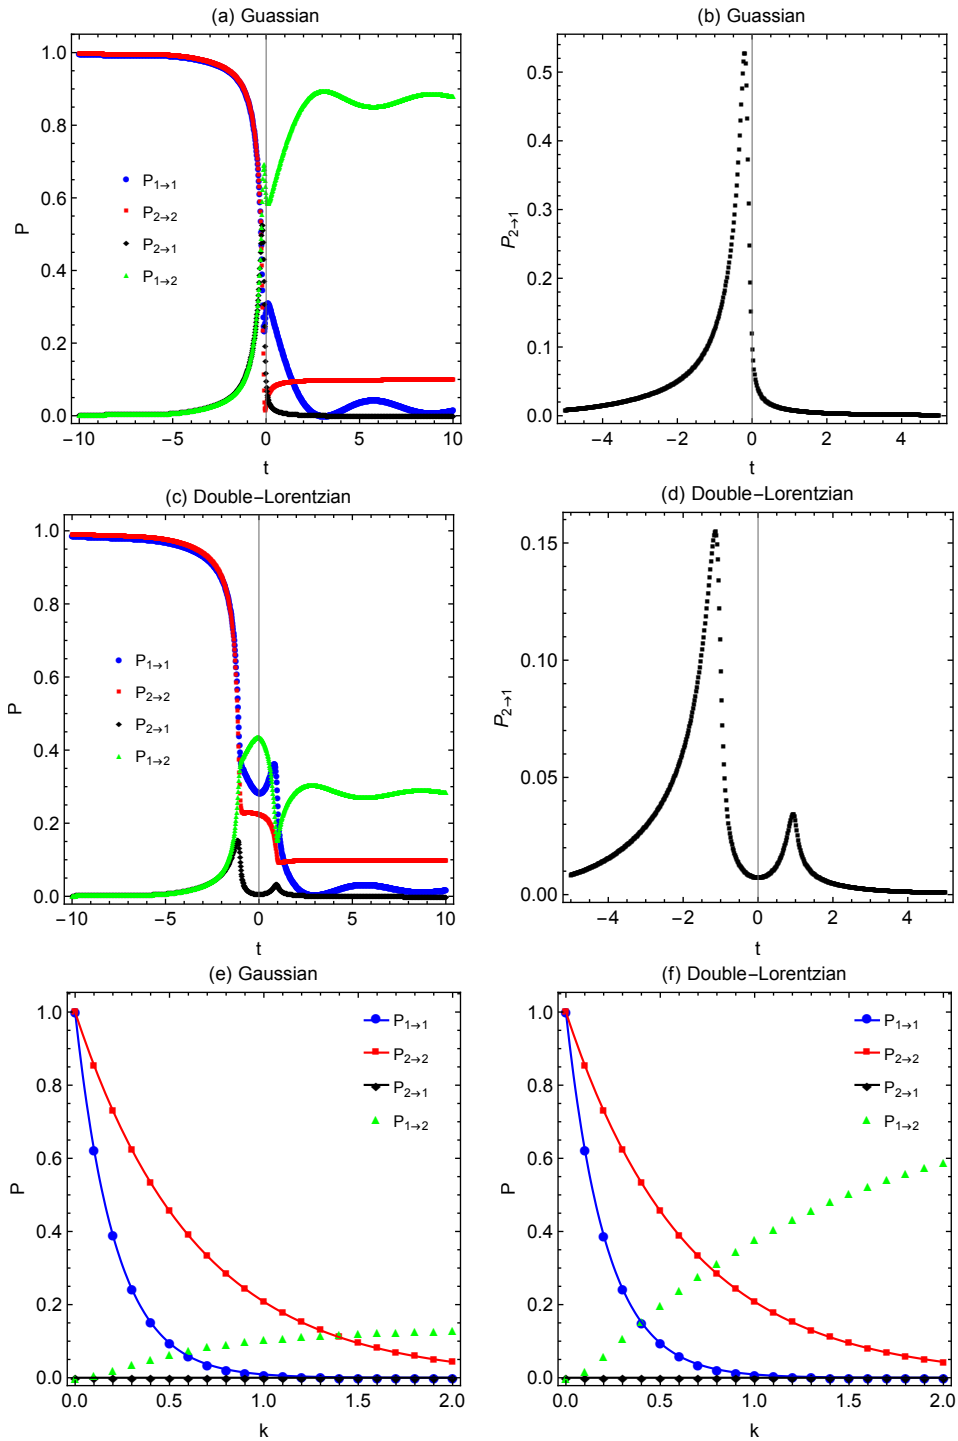 (a) Guassian
1.0
0.8
0.6
P
0.4
0.2
0.0
P1→1
P2→2
P2→1
P1→2
−10
−5
0
5
10
t
(b) Guassian
0.5
0.4
0.3
P2→1
0.2
0.1
0.0
−4
−2
0
2
4
t
(c) Double−Lorentzian
1.0
0.8
0.6
P
0.4
0.2
0.0
P1→1
P2→2
P2→1
P1→2
−10
−5
0
5
10
t
(d) Double−Lorentzian
0.15
0.10
P2→1
0.05
0.00
−4
−2
0
2
4
t
(e) Gaussian
1.0
0.8
0.6
P
0.4
0.2
0.0
P1→1
P2→2
P2→1
P1→2
0.0
0.5
1.0
1.5
2.0
k
(f) Double−Lorentzian
1.0
0.8
0.6
P
0.4
0.2
0.0
P1→1
P2→2
P2→1
P1→2
0.0
0.5
1.0
1.5
2.0
k